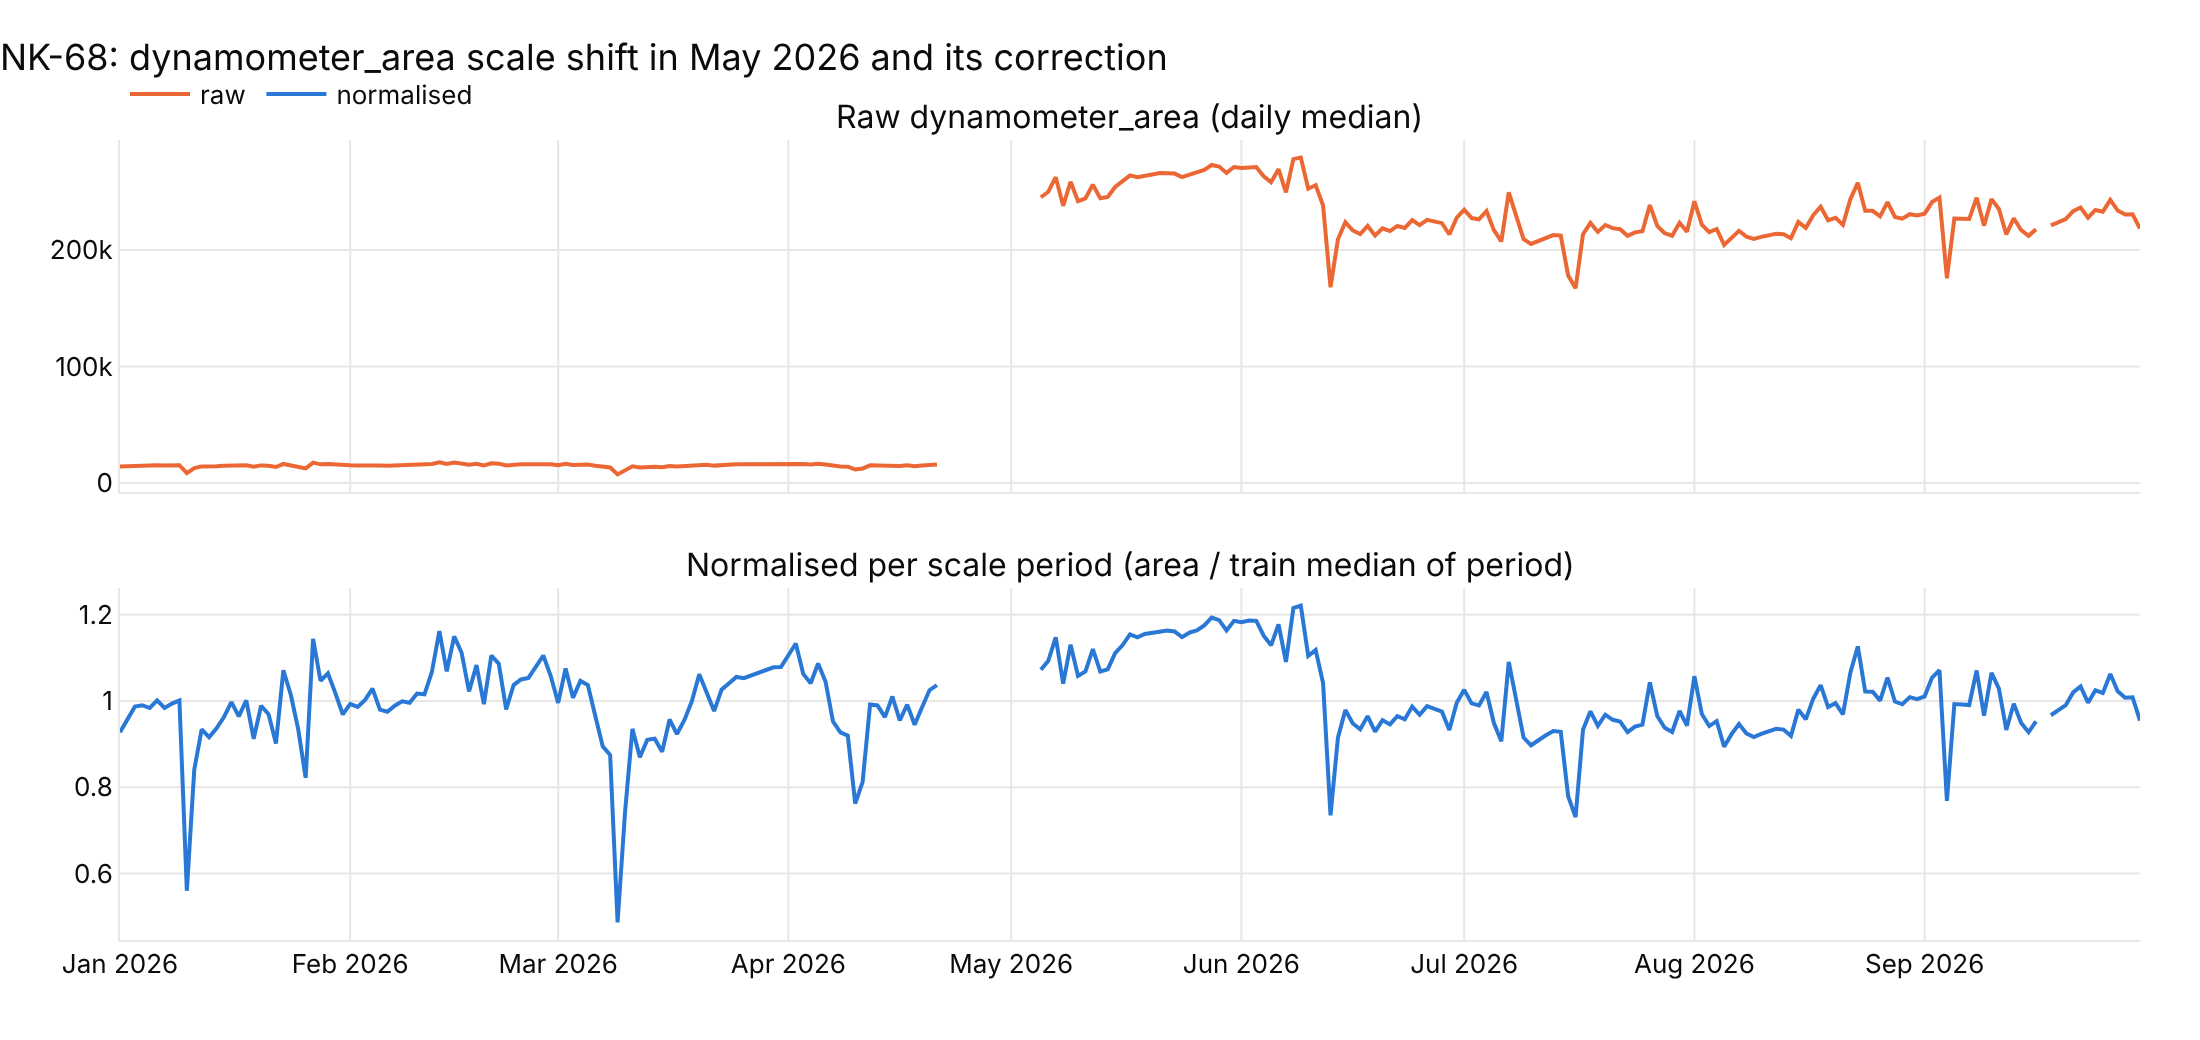 NK-68: dynamometer_area scale shift in May 2026 and its correction
raw normalised
Raw dynamometer_area (daily median)
200k
100k
0
Normalised per scale period (area / train median of period)
1.2
1
0.8
0.6
Jan 2026 Feb 2026 Mar 2026 Apr 2026 May 2026 Jun 2026 Jul 2026 Aug 2026 Sep 2026